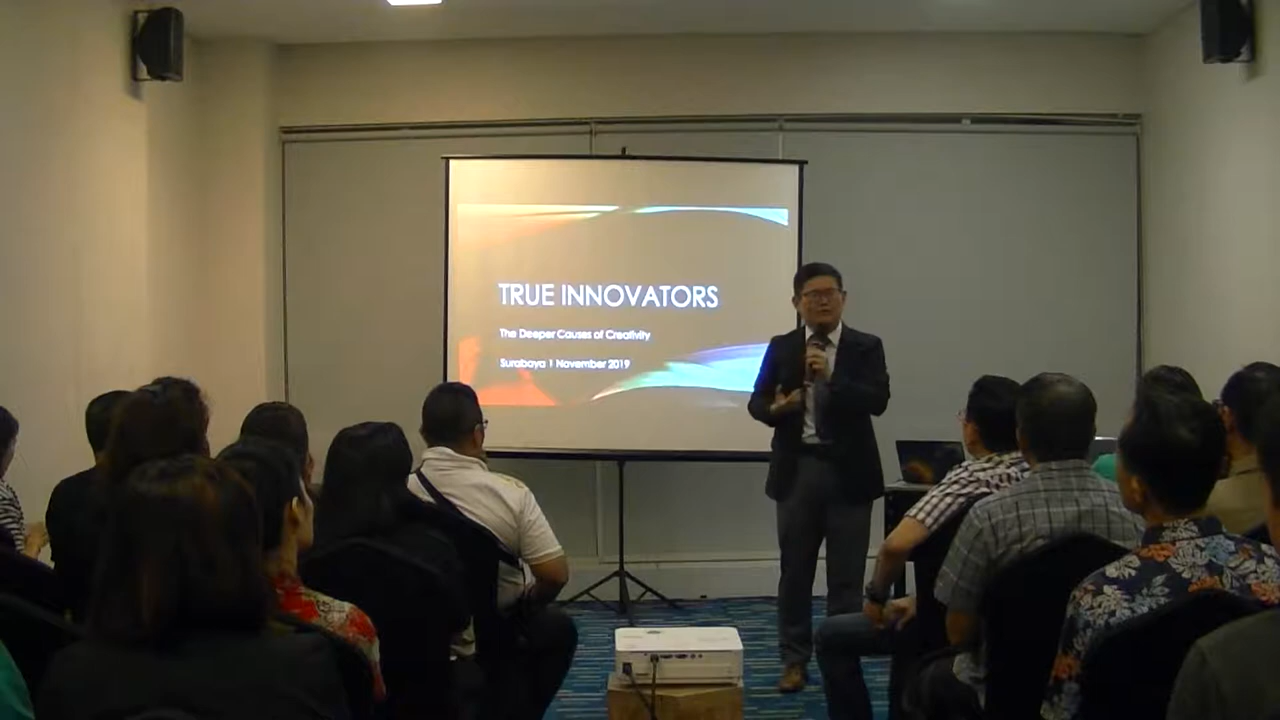 TRUE INNOVATORS
The Deeper Causes of Creativity
Surabaya 1 November 2019